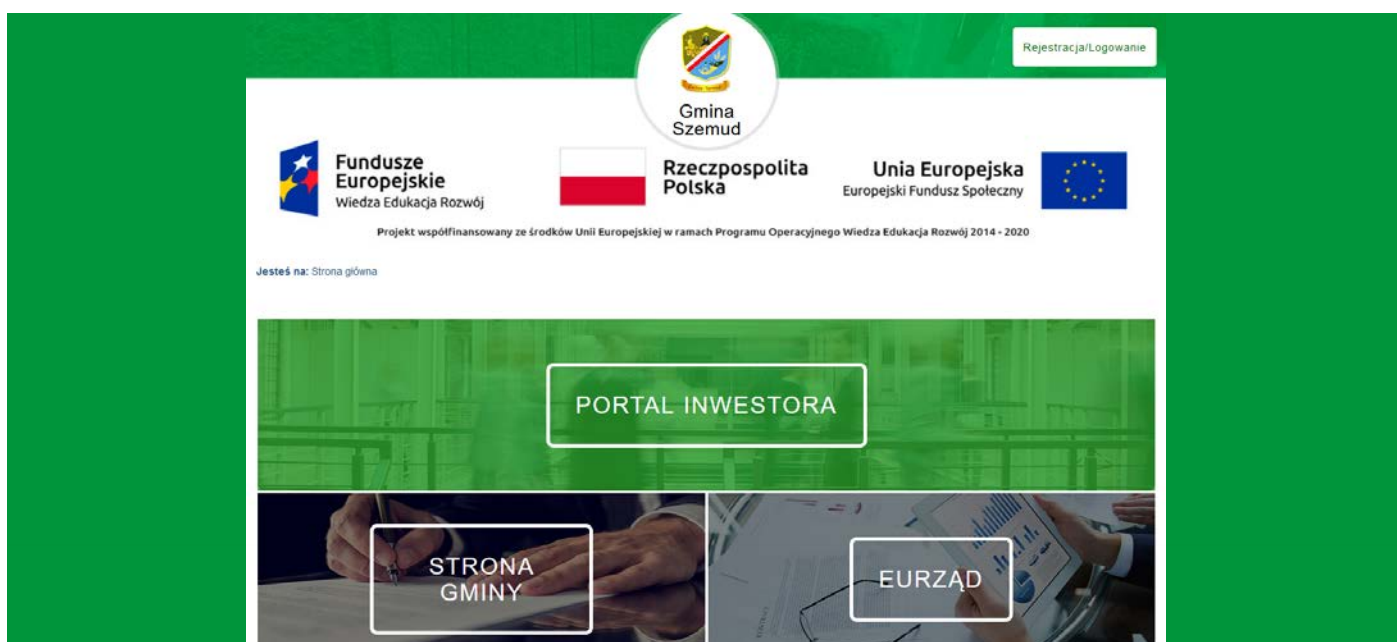 Rejestracja/Logowanie
Gmina
Szemud
Fundusze
Europejskie
Wiedza Edukacja Rozwój
Rzeczpospolita
Polska
Unia Europejska
Europejski Fundusz Społeczny
Projekt współfinansowany ze środków Unii Europejskiej w ramach Programu Operacyjnego Wiedza Edukacja Rozwój 2014 - 2020
Jesteś na: Strona główna
PORTAL INWESTORA
STRONA
GMINY
EURZĄD